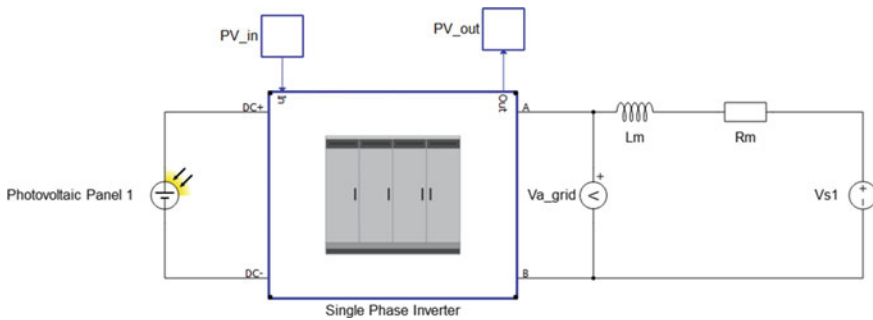 PV_in
PV_out
DC+
In
Out
A
Lm
Rm
Photovoltaic Panel 1
Va_grid
V
+
Vs1
+
-
DC-
B
Single Phase Inverter